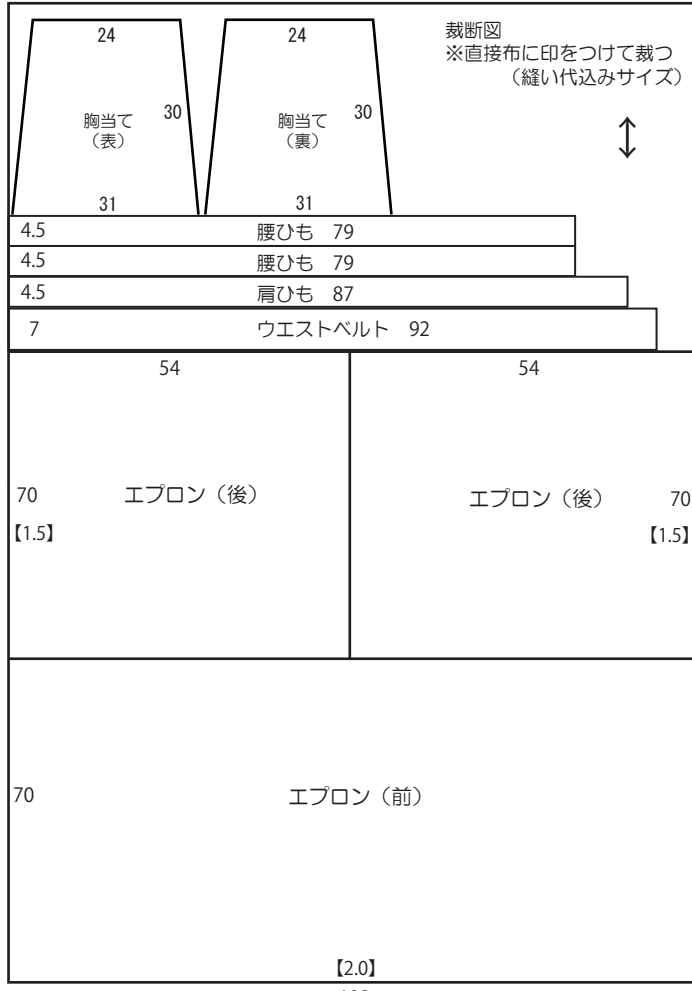 裁断図
※直接布に印をつけて裁つ
（縫い代込みサイズ）
24
24
胸当て
（表）
30
胸当て
（裏）
30
31
31
4.5 腰ひも 79
4.5 腰ひも 79
4.5 肩ひも 87
7 ウエストベルト 92
54
54
70 エプロン（後）
【1.5】
エプロン（後） 70
【1.5】
70 エプロン（前）
【2.0】